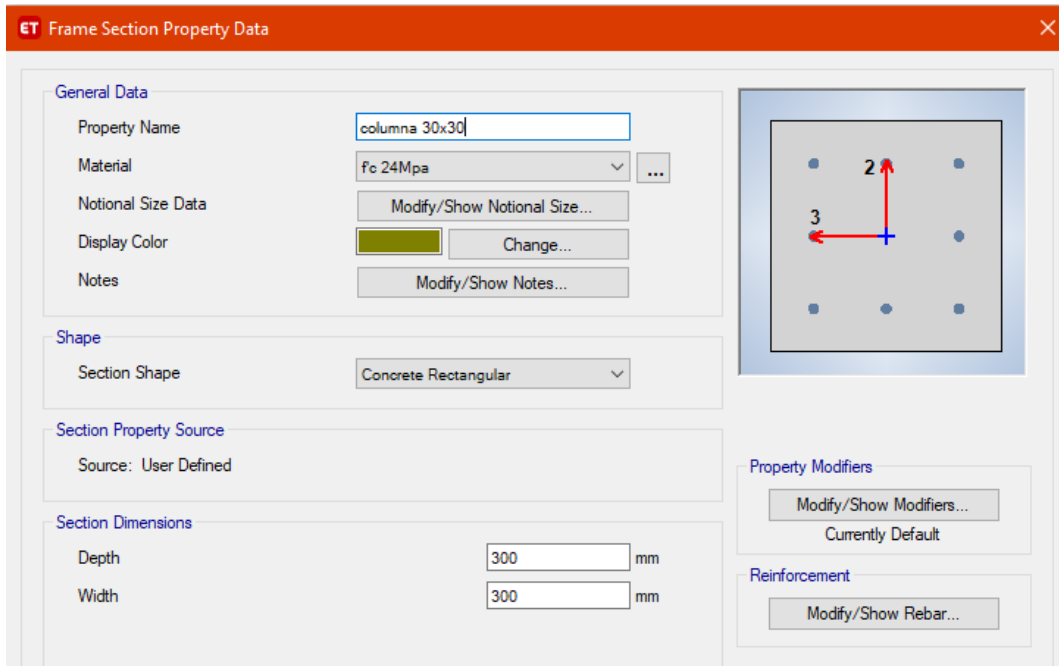 ET Frame Section Property Data
General Data
Property Name columna 30x30
Material f'c 24Mpa ...
Notional Size Data Modify/Show Notional Size...
Display Color Change...
Notes Modify/Show Notes...
Shape
Section Shape Concrete Rectangular
Section Property Source
Source: User Defined
Section Dimensions
Depth 300 mm
Width 300 mm
2
3
Property Modifiers
Modify/Show Modifiers...
Currently Default
Reinforcement
Modify/Show Rebar...